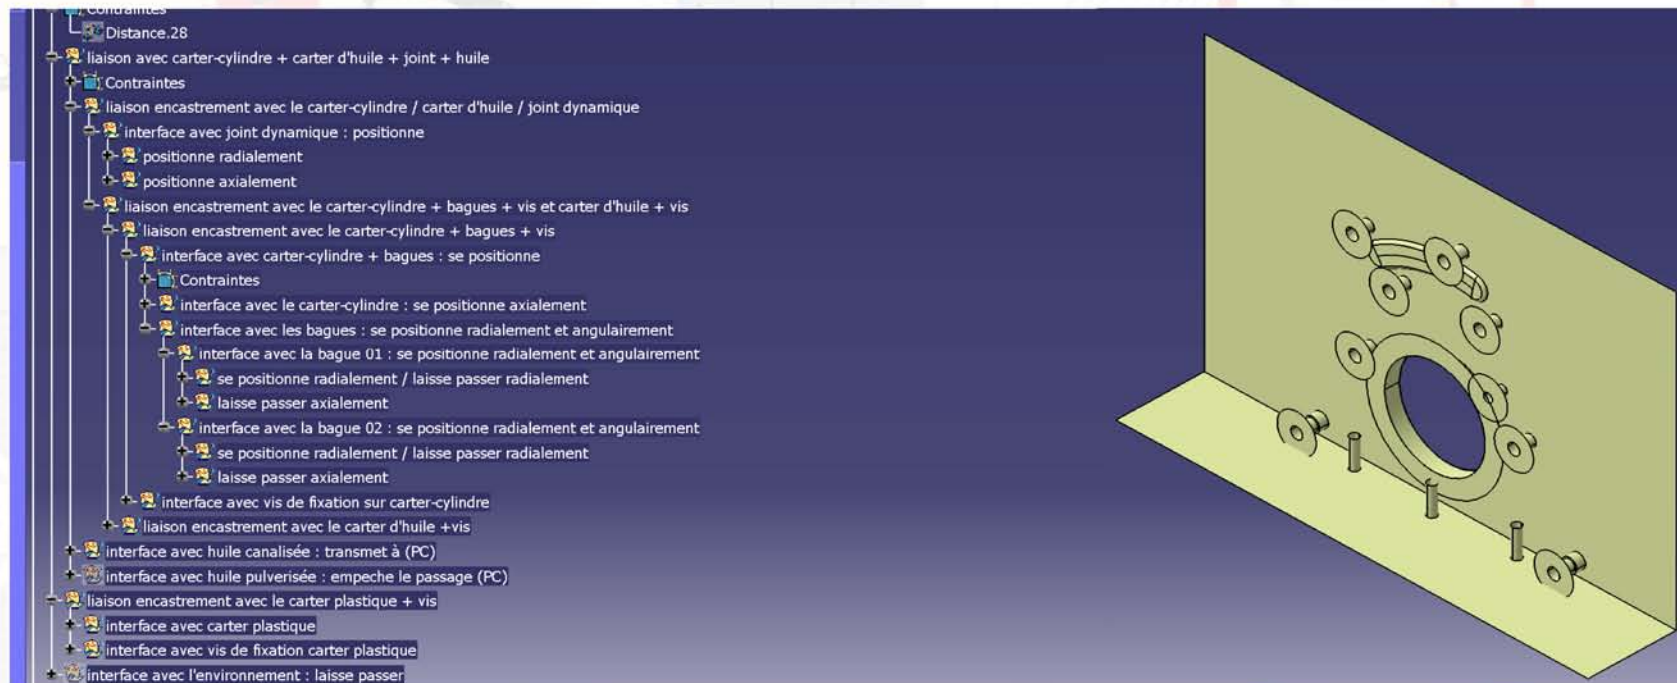 Contraintes
Distance.28
liaison avec carter-cylindre + carter d'huile + joint + huile
Contraintes
liaison encastrement avec le carter-cylindre / carter d'huile / joint dynamique
interface avec joint dynamique : positionne
positionne radialement
positionne axialement
liaison encastrement avec le carter-cylindre + bagues + vis et carter d'huile + vis
liaison encastrement avec le carter-cylindre + bagues + vis
interface avec carter-cylindre + bagues : se positionne
Contraintes
interface avec le carter-cylindre : se positionne axialement
interface avec les bagues : se positionne radialement et angulairement
interface avec la bague 01 : se positionne radialement et angulairement
se positionne radialement / laisse passer radialement
laisse passer axialement
interface avec la bague 02 : se positionne radialement et angulairement
se positionne radialement / laisse passer radialement
laisse passer axialement
interface avec vis de fixation sur carter-cylindre
liaison encastrement avec le carter d'huile +vis
interface avec huile canalisée : transmet à (PC)
interface avec huile pulverisée : empeche le passage (PC)
liaison encastrement avec le carter plastique + vis
interface avec carter plastique
interface avec vis de fixation carter plastique
interface avec l'environnement : laisse passer